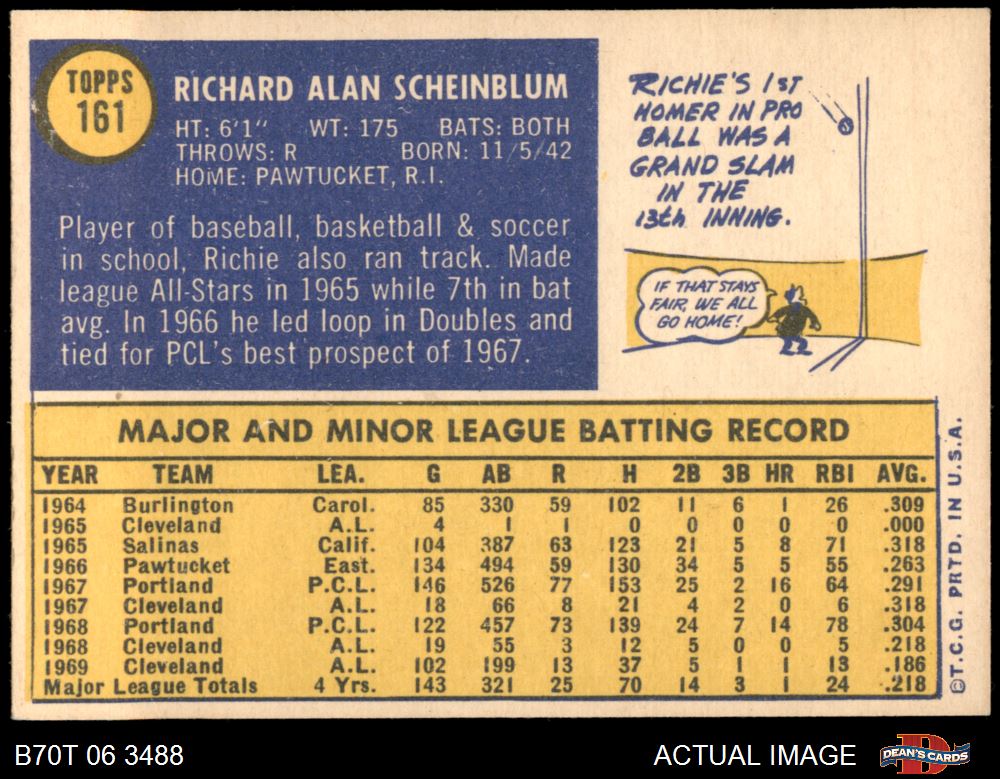 TOPPS
161
RICHARD ALAN SCHEINBLUM
HT: 6'1" WT: 175 BATS: BOTH
THROWS: R BORN: 11/5/42
HOME: PAWTUCKET, R.I.
Player of baseball, basketball & soccer
in school, Richie also ran track. Made
league All-Stars in 1965 while 7th in bat
avg. In 1966 he led loop in Doubles and
tied for PCL's best prospect of 1967.
RICHIE'S 1ST
HOMER IN PRO
BALL WAS A
GRAND SLAM
IN THE
13th INNING.
IF THAT STAYS
FAIR, WE ALL
GO HOME!
MAJOR AND MINOR LEAGUE BATTING RECORD
YEAR TEAM LEA. G AB R H 2B 3B HR RBI AVG.
1964 Burlington Carol. 85 330 59 102 11 6 1 26 .309
1965 Cleveland A.L. 4 1 1 0 0 0 0 0 .000
1965 Salinas Calif. 104 387 63 123 21 5 8 71 .318
1966 Pawtucket East. 134 494 59 130 34 5 5 55 .263
1967 Portland P.C.L. 146 526 77 153 25 2 16 64 .291
1967 Cleveland A.L. 18 66 8 21 4 2 0 6 .318
1968 Portland P.C.L. 122 457 73 139 24 7 14 78 .304
1968 Cleveland A.L. 19 55 3 12 5 0 0 5 .218
1969 Cleveland A.L. 102 199 13 37 5 1 1 13 .186
Major League Totals 4 Yrs. 143 321 25 70 14 3 1 24 .218
©T.C.G. PRTD. IN U.S.A.
B70T 06 3488
ACTUAL IMAGE
DEAN'S CARDS